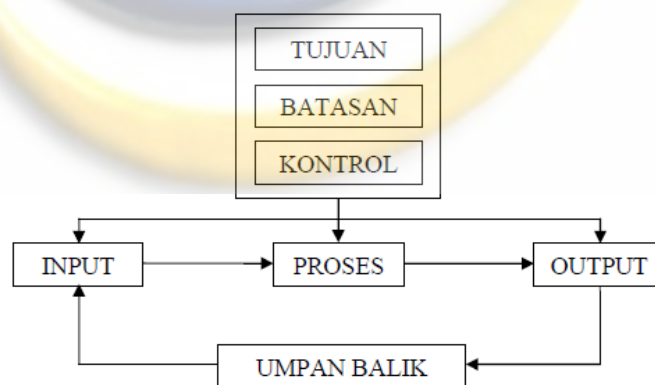 TUJUAN
BATASAN
KONTROL
INPUT
PROSES
OUTPUT
UMPAN BALIK